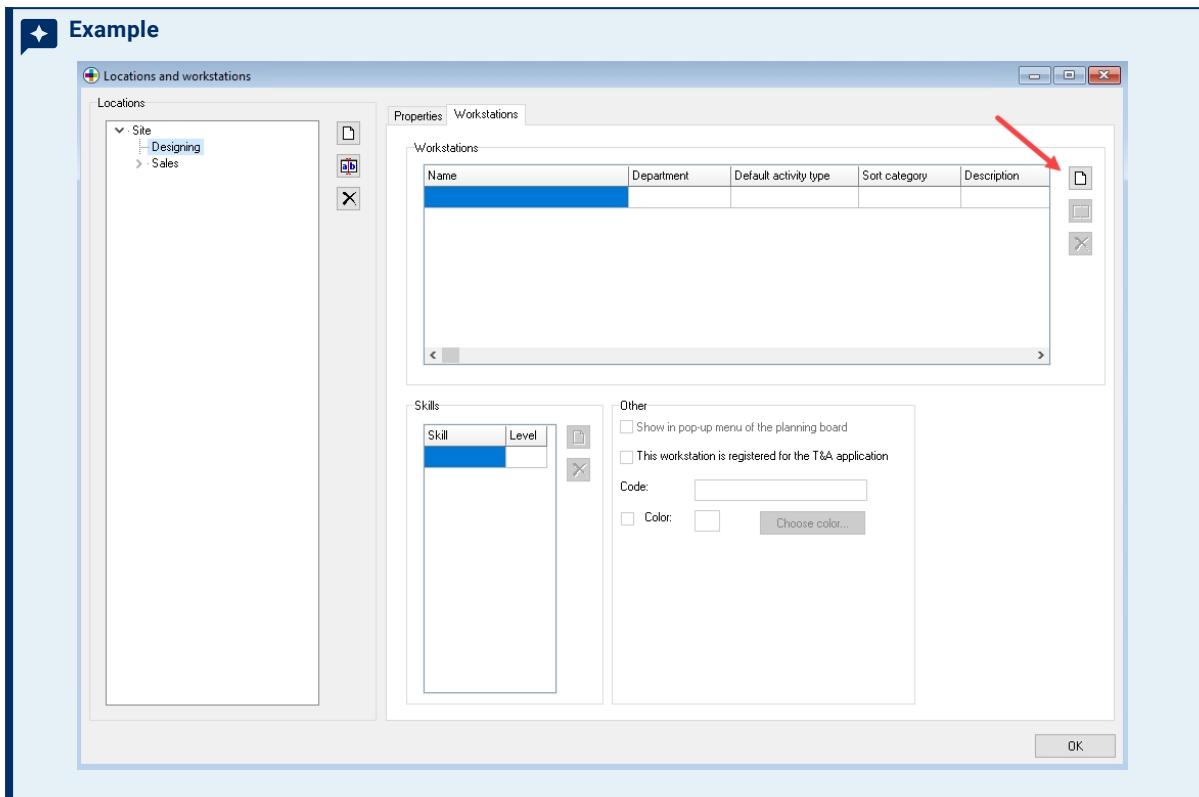 Example
Locations and workstations
Locations
Site
Designing
Sales
ab
Properties Workstations
Workstations
Name Department Default activity type Sort category Description
Skills
Skill Level
Other
Show in pop-up menu of the planning board
This workstation is registered for the T&A application
Code:
Color:
Choose color...
OK